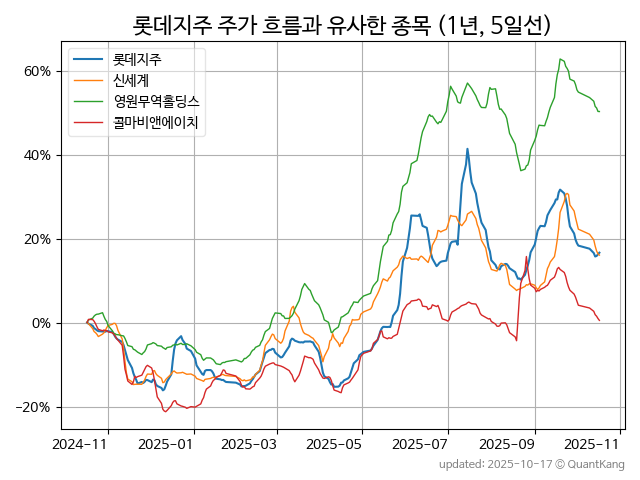 롯데지주 주가 흐름과 유사한 종목 (1년, 5일선)
롯데지주
신세계
영원무역홀딩스
콜마비앤에이치
60%
40%
20%
0%
−20%
2024-11 2025-01 2025-03 2025-05 2025-07 2025-09 2025-11
updated: 2025-10-17 © QuantKang